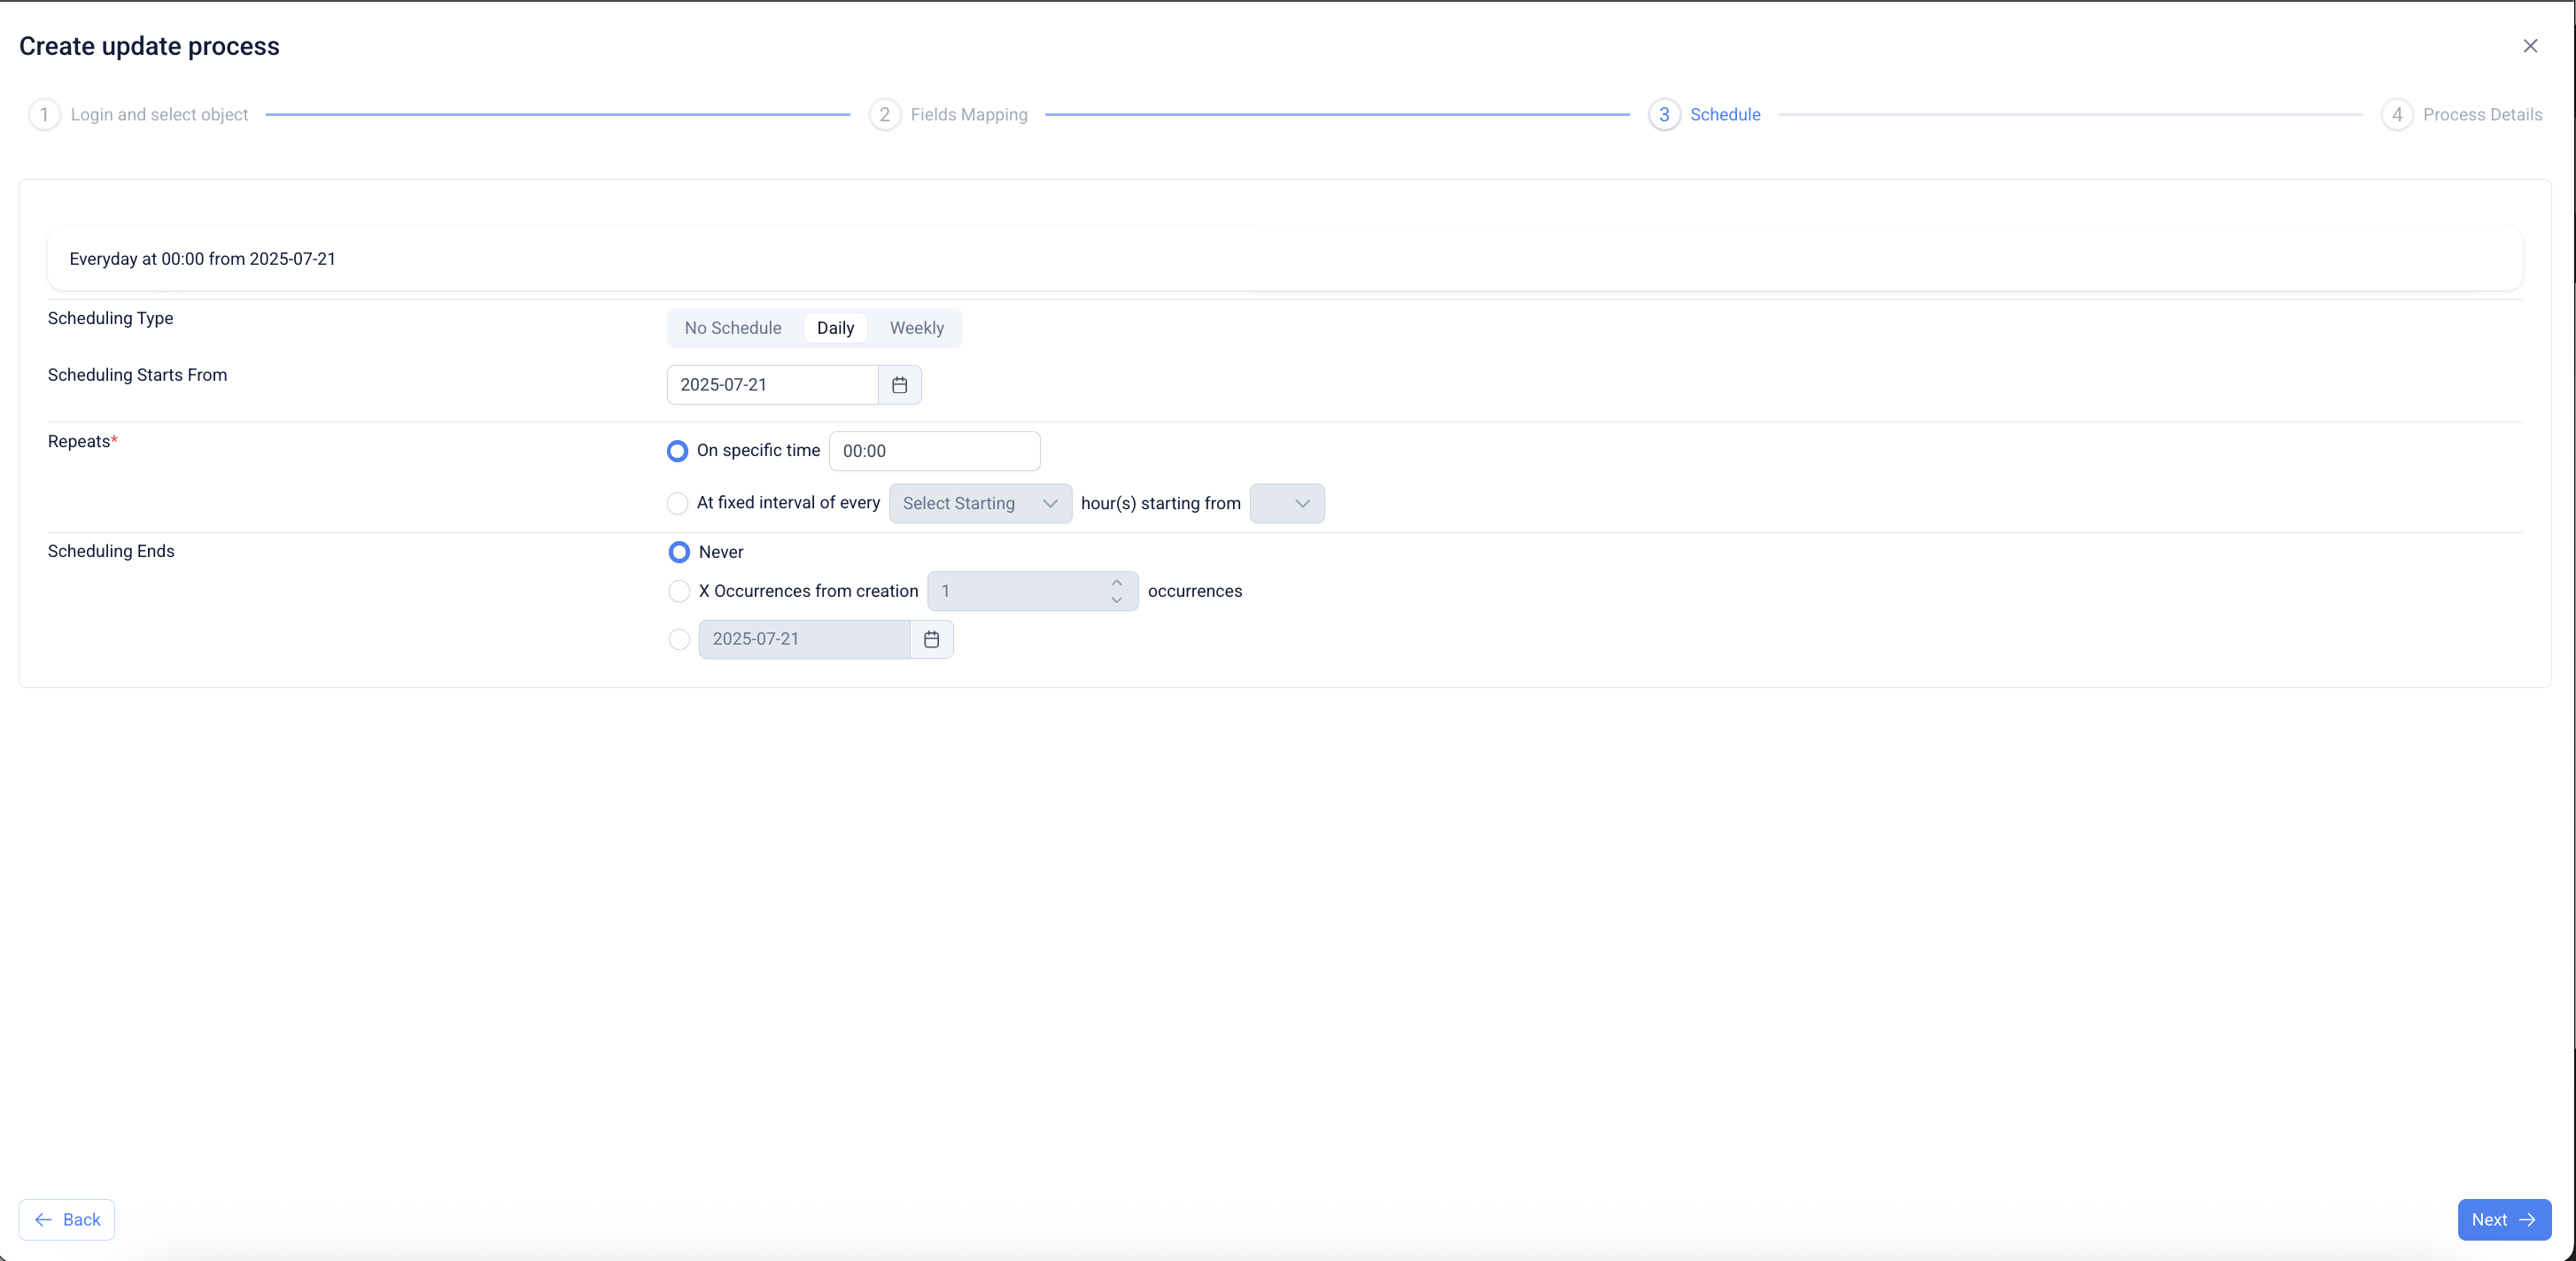 Create update process
1 Login and select object 2 Fields Mapping 3 Schedule 4 Process Details
Everyday at 00:00 from 2025-07-21
Scheduling Type No Schedule Daily Weekly
Scheduling Starts From 2025-07-21
Repeats* On specific time 00:00
At fixed interval of every Select Starting hour(s) starting from
Scheduling Ends Never
X Occurrences from creation 1 occurrences
2025-07-21
Back Next